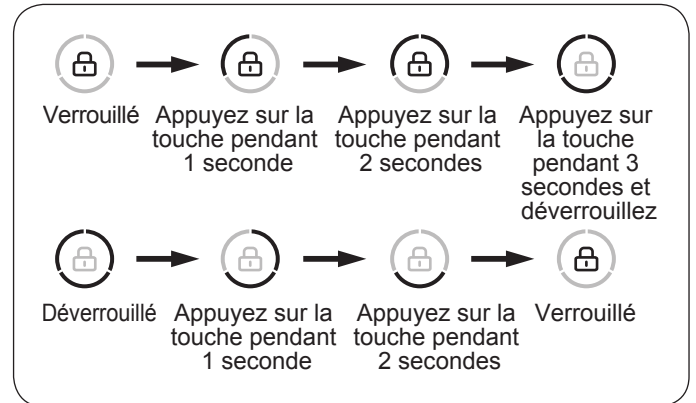 Verrouillé
Appuyez sur la
touche pendant
1 seconde
Appuyez sur la
touche pendant
2 secondes
Appuyez sur
la touche
pendant 3
secondes et
déverrouillez
Déverrouillé
Appuyez sur la
touche pendant
1 seconde
Appuyez sur la
touche pendant
2 secondes
Verrouillé